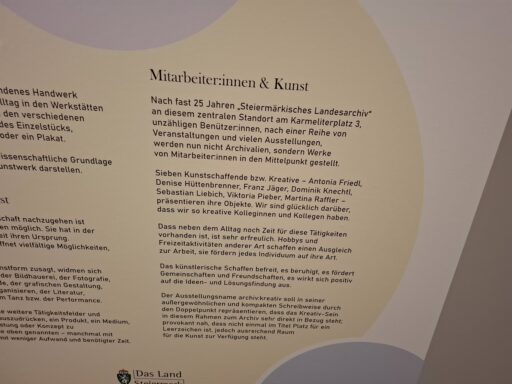 ndenes Handwerk
lltag in den Werkstätten
den verschiedenen
des Einzelstücks,
oder ein Plakat.
wissenschaftliche Grundlage
unstwerk darstellen.
st
schaft nachzugehen ist
en möglich. Sie hat in der
eit ihren Ursprung.
ffnet vielfältige Möglichkeiten,
nstform zusagt, widmen sich
der Bildhauerei, der Fotografie,
de, der grafischen Gestaltung,
rganisieren, der Literatur,
m Tanz bzw. der Performance.
e weitere Tätigkeitsfelder und
auszudrücken, ein Produkt, ein Medium,
stung oder Konzept zu
e oben genannten – manchmal mit
mit weniger Aufwand und benötigter Zeit.
Mitarbeiter:innen & Kunst
Nach fast 25 Jahren „Steiermärkisches Landesarchiv“
an diesem zentralen Standort am Karmeliterplatz 3,
unzähligen Benützer:innen, nach einer Reihe von
Veranstaltungen und vielen Ausstellungen,
werden nun nicht Archivalien, sondern Werke
von Mitarbeiter:innen in den Mittelpunkt gestellt.
Sieben Kunstschaffende bzw. Kreative – Antonia Friedl,
Denise Hüttenbrenner, Franz Jäger, Dominik Knechtl,
Sebastian Liebich, Viktoria Pieber, Martina Raffler –
präsentieren ihre Objekte. Wir sind glücklich darüber,
dass wir so kreative Kolleginnen und Kollegen haben.
Dass neben dem Alltag noch Zeit für diese Tätigkeiten
vorhanden ist, ist sehr erfreulich. Hobbys und
Freizeitaktivitäten anderer Art schaffen einen Ausgleich
zur Arbeit, sie fördern jedes Individuum auf ihre Art.
Das künstlerische Schaffen befreit, es beruhigt, es fördert
Gemeinschaften und Freundschaften, es wirkt sich positiv
auf die Ideen- und Lösungsfindung aus.
Der Ausstellungsname archiv:kreativ soll in seiner
außergewöhnlichen und kompakten Schreibweise durch
den Doppelpunkt repräsentieren, dass das Kreativ-Sein
in diesem Rahmen zum Archiv sehr direkt in Bezug steht;
provokant nah, dass nicht einmal im Titel Platz für ein
Leerzeichen ist, jedoch ausreichend Raum
für die Kunst zur Verfügung steht.
Das Land